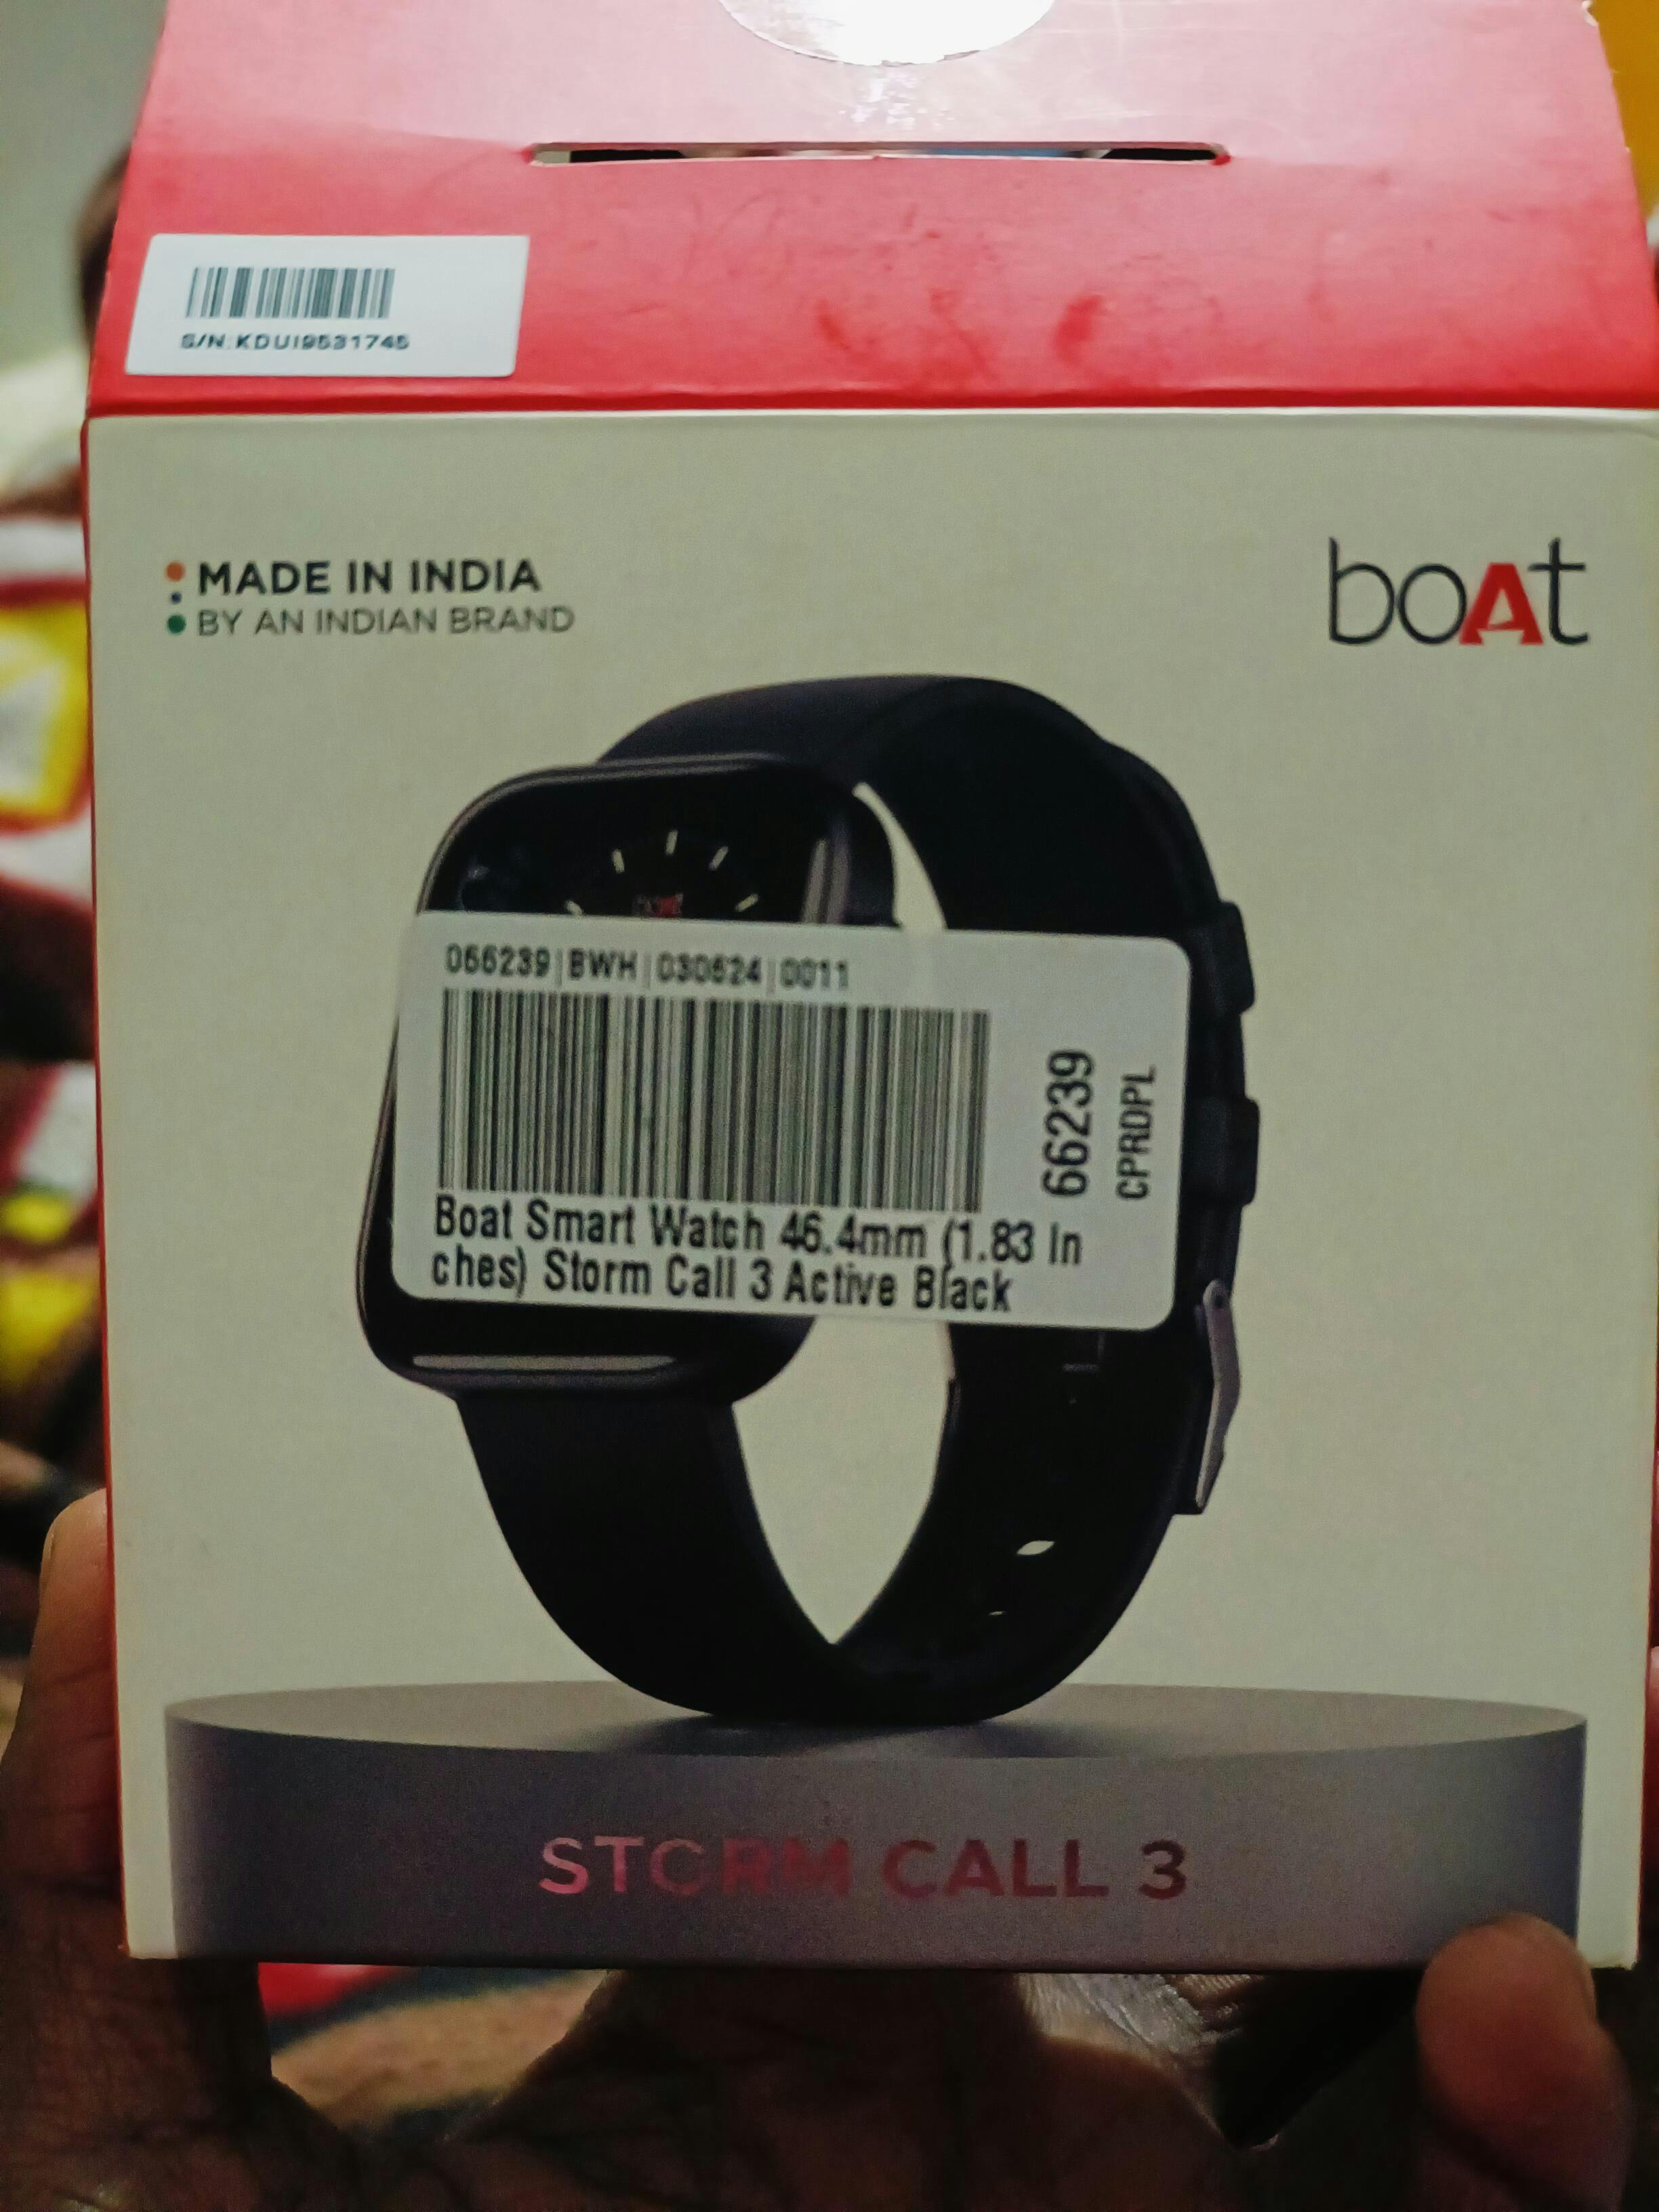 S/N:KDUI9531745
MADE IN INDIA
BY AN INDIAN BRAND
boAt
066239|BWH|030624|0011
66239
CPRDPL
Boat Smart Watch 46.4mm (1.83 In
ches) Storm Call 3 Active Black
STORM CALL 3